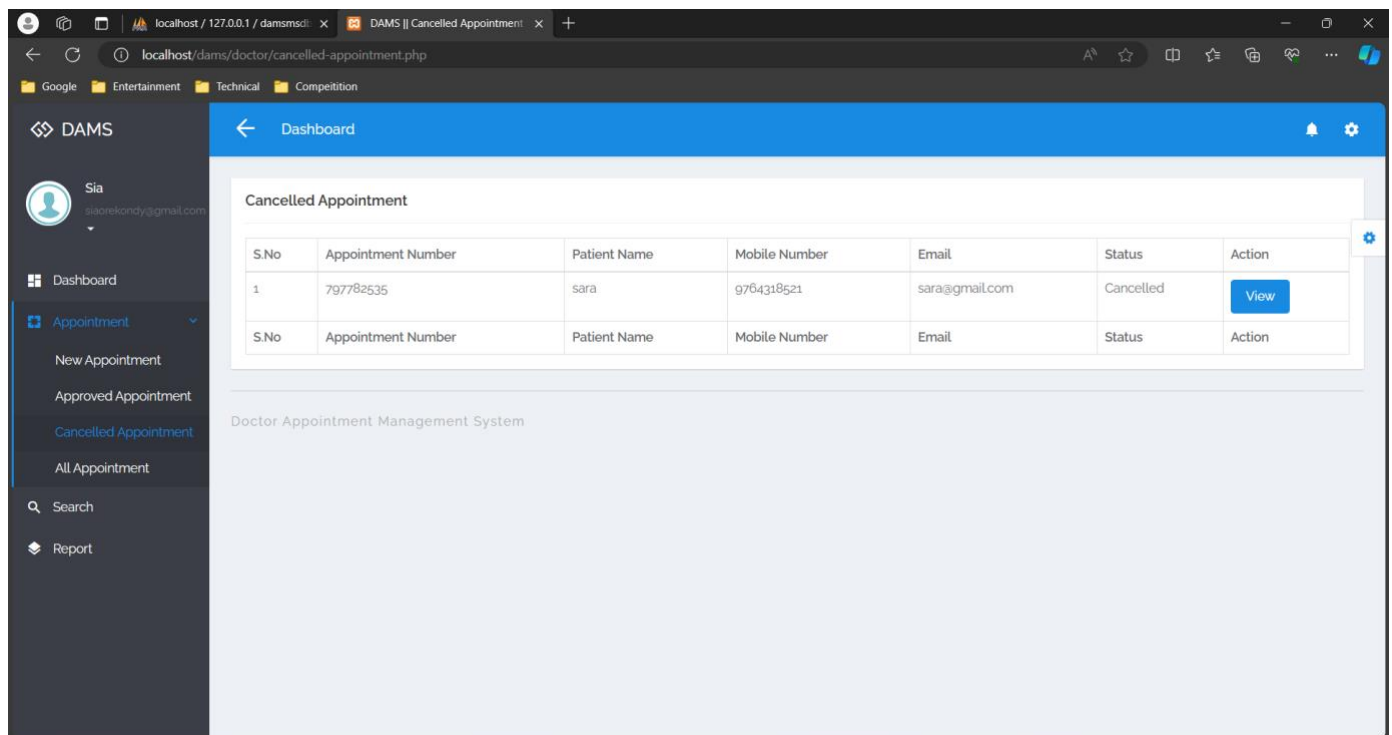 localhost / 127.0.0.1 / damsmsdb
DAMS || Cancelled Appointment
localhost/dams/doctor/cancelled-appointment.php
Google Entertainment Technical Compeitition
DAMS
Dashboard
Sia
siaorekondy@gmail.com
Cancelled Appointment
S.No Appointment Number Patient Name Mobile Number Email Status Action
1 797782535 sara 9764318521 sara@gmail.com Cancelled View
S.No Appointment Number Patient Name Mobile Number Email Status Action
Dashboard
Appointment
New Appointment
Approved Appointment
Cancelled Appointment
All Appointment
Search
Report
Doctor Appointment Management System